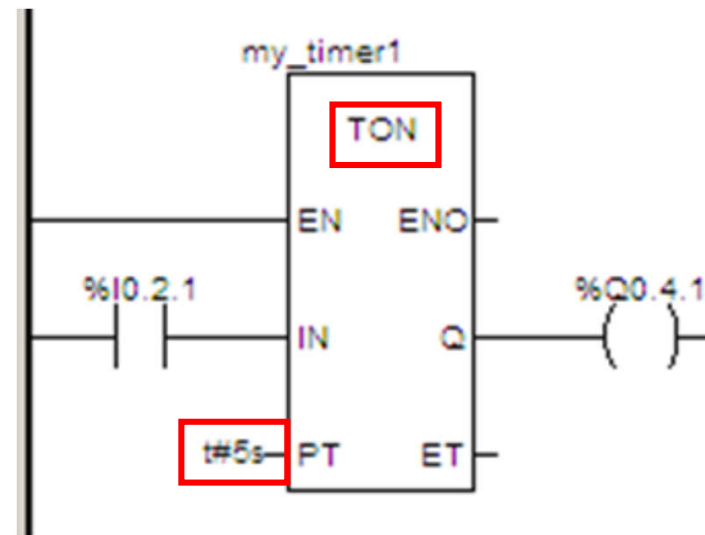 my_timer1
TON
EN ENO
%I0.2.1 %Q0.4.1
IN Q
t#5s PT ET